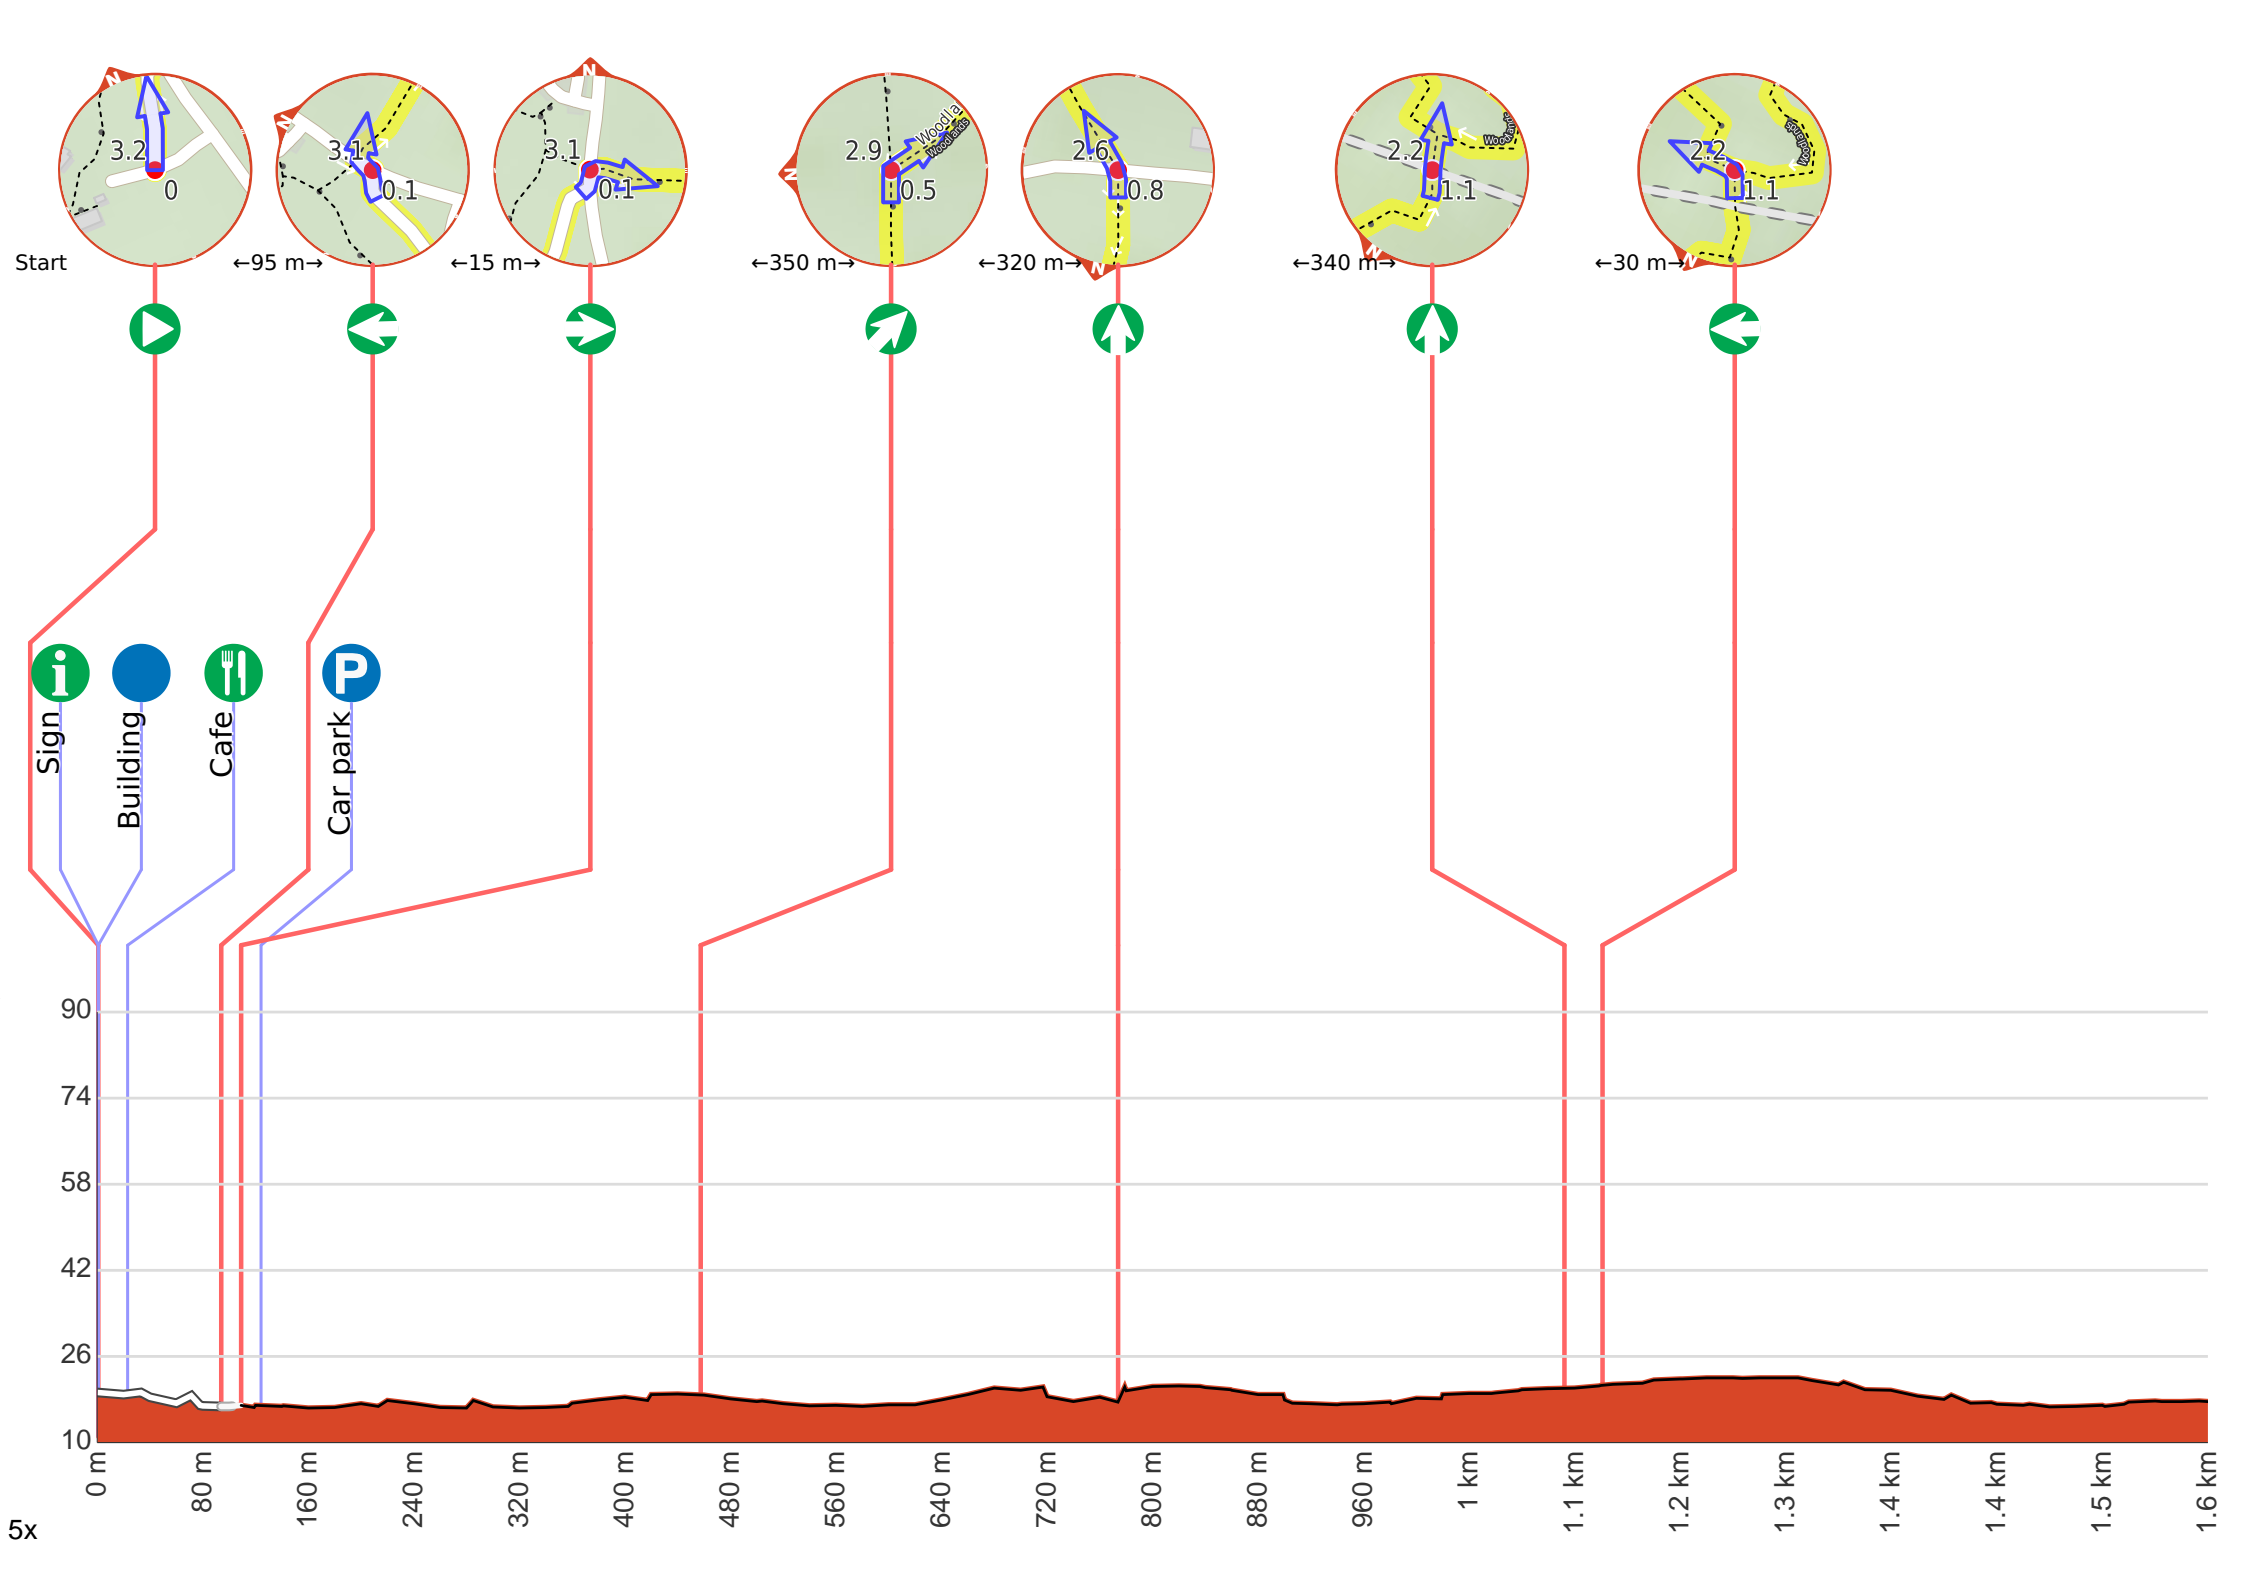 N N N N N N N
3.2 0
3.1 0.1
3.1 0.1
2.9 0.5
Woodla
Woodlands
2.6 0.8
2.2 1.1
2.2 1.1
Woodlands
Start ←95 m→ ←15 m→ ←350 m→ ←320 m→ ←340 m→ ←30 m→
i P
Sign
Building
Cafe
Car park
90
74
58
42
26
10
0 m 80 m 160 m 240 m 320 m 400 m 480 m 560 m 640 m 720 m 800 m 880 m 960 m 1 km 1.1 km 1.2 km 1.3 km 1.4 km 1.4 km 1.5 km 1.6 km
5x